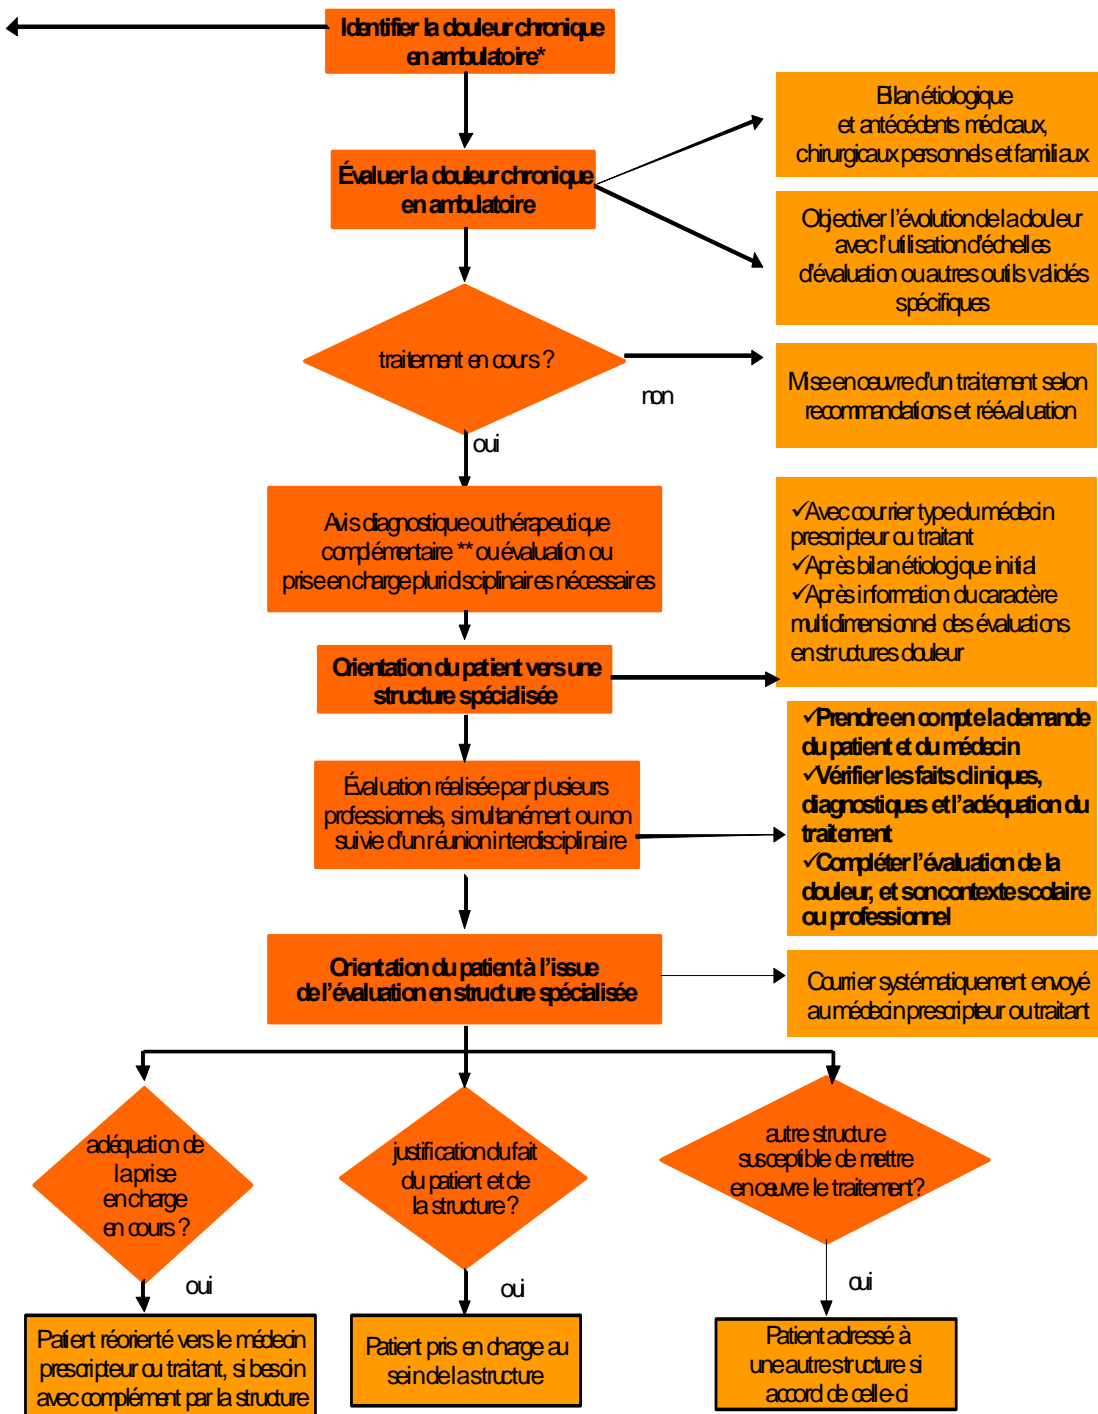 Identifier la douleur chronique
en ambulatoire*
Bilan étiologique
et antécédents médicaux,
chirurgicaux personnels et familiaux
Évaluer la douleur chronique
en ambulatoire
Objectiver l'évolution de la douleur
avec l'utilisation d'échelles
d'évaluation ou autres outils validés
spécifiques
traitement en cours ?
non
Mise en oeuvre d'un traitement selon
recommandations et réévaluation
oui
Avis diagnostique ou thérapeutique
complémentaire ** ou évaluation ou
prise en charge pluridisciplinaires nécessaires
✓Avec courrier type du médecin
prescripteur ou traitant
✓Après bilan étiologique initial
✓Après information du caractère
multidimensionnel des évaluations
en structures douleur
Orientation du patient vers une
structure spécialisée
✓Prendre en compte la demande
du patient et du médecin
✓Vérifier les faits cliniques,
diagnostiques et l'adéquation du
traitement
✓Compléter l'évaluation de la
douleur, et son contexte scolaire
ou professionnel
Évaluation réalisée par plusieurs
professionnels, simultanément ou non
suivie d'un réunion interdisciplinaire
Orientation du patient à l'issue
de l'évaluation en structure spécialisée
Courrier systématiquement envoyé
au médecin prescripteur ou traitant
adéquation de
la prise
en charge
en cours ?
justification du fait
du patient et de
la structure ?
autre structure
susceptible de mettre
en oeuvre le traitement?
oui
oui
oui
Patient réorienté vers le médecin
prescripteur ou traitant, si besoin
avec complément par la structure
Patient pris en charge au
sein de la structure
Patient adressé à
une autre structure si
accord de celle-ci